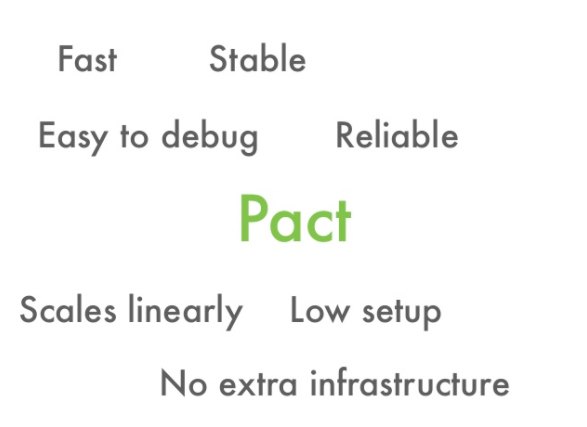 Fast Stable
Easy to debug Reliable
Pact
Scales linearly Low setup
No extra infrastructure